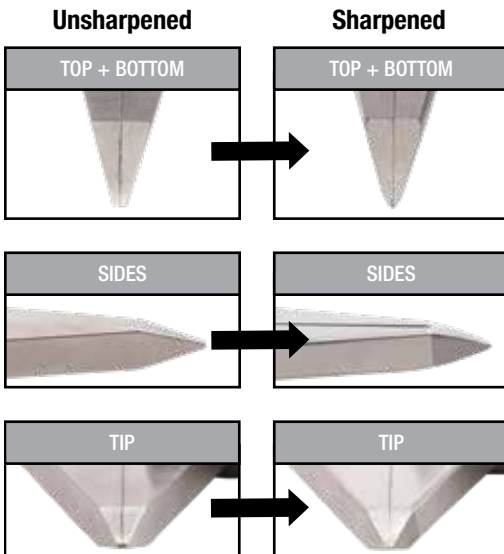 Unsharpened Sharpened
TOP + BOTTOM TOP + BOTTOM
SIDES SIDES
TIP TIP